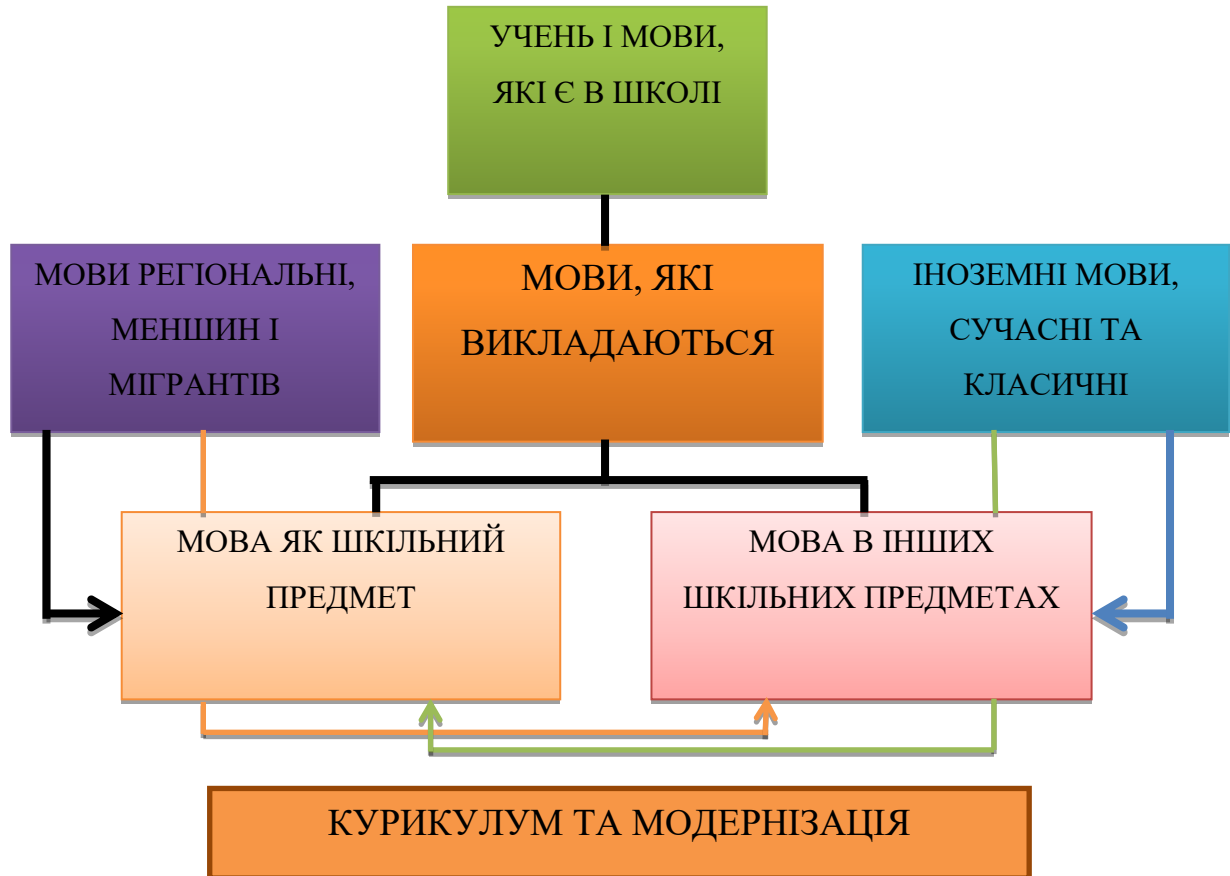 УЧЕНЬ І МОВИ,
ЯКІ Є В ШКОЛІ
МОВИ РЕГІОНАЛЬНІ,
МЕНШИН І
МІГРАНТІВ
МОВИ, ЯКІ
ВИКЛАДАЮТЬСЯ
ІНОЗЕМНІ МОВИ,
СУЧАСНІ ТА
КЛАСИЧНІ
МОВА ЯК ШКІЛЬНИЙ
ПРЕДМЕТ
МОВА В ІНШИХ
ШКІЛЬНИХ ПРЕДМЕТАХ
КУРИКУЛУМ ТА МОДЕРНІЗАЦІЯ